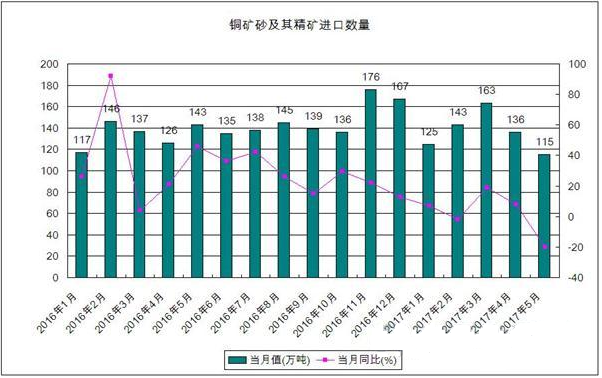 铜矿砂及其精矿进口数量
200
180
160
140
120
100
80
60
40
20
0
100
80
60
40
20
0
-20
-40
117
146
137
126
143
135
138
145
139
136
176
167
125
143
163
136
115
2016年1月
2016年2月
2016年3月
2016年4月
2016年5月
2016年6月
2016年7月
2016年8月
2016年9月
2016年10月
2016年11月
2016年12月
2017年1月
2017年2月
2017年3月
2017年4月
2017年5月
当月值(万吨) 当月同比(%)